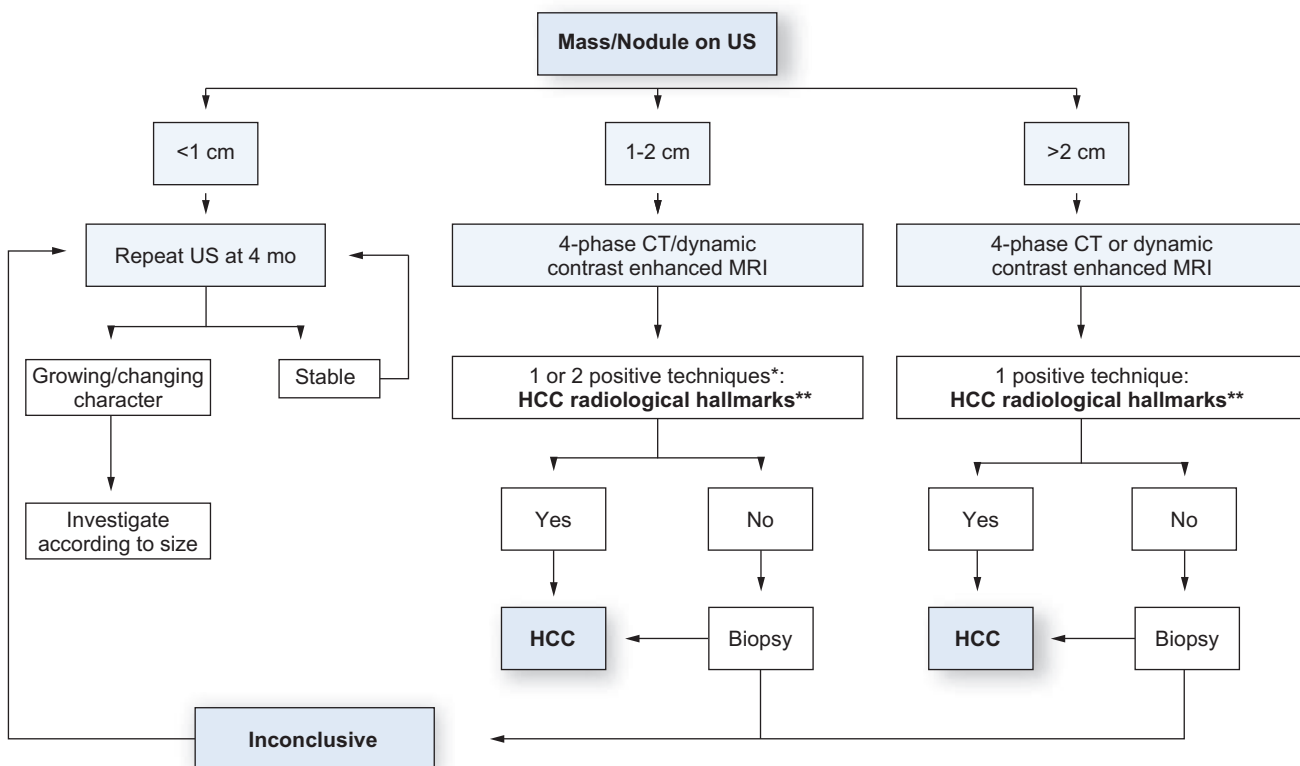 Mass/Nodule on US
<1 cm
1-2 cm
>2 cm
Repeat US at 4 mo
4-phase CT/dynamic
contrast enhanced MRI
4-phase CT or dynamic
contrast enhanced MRI
Growing/changing
character
Stable
1 or 2 positive techniques*:
HCC radiological hallmarks**
1 positive technique:
HCC radiological hallmarks**
Investigate
according to size
Yes
No
Yes
No
HCC
Biopsy
HCC
Biopsy
Inconclusive